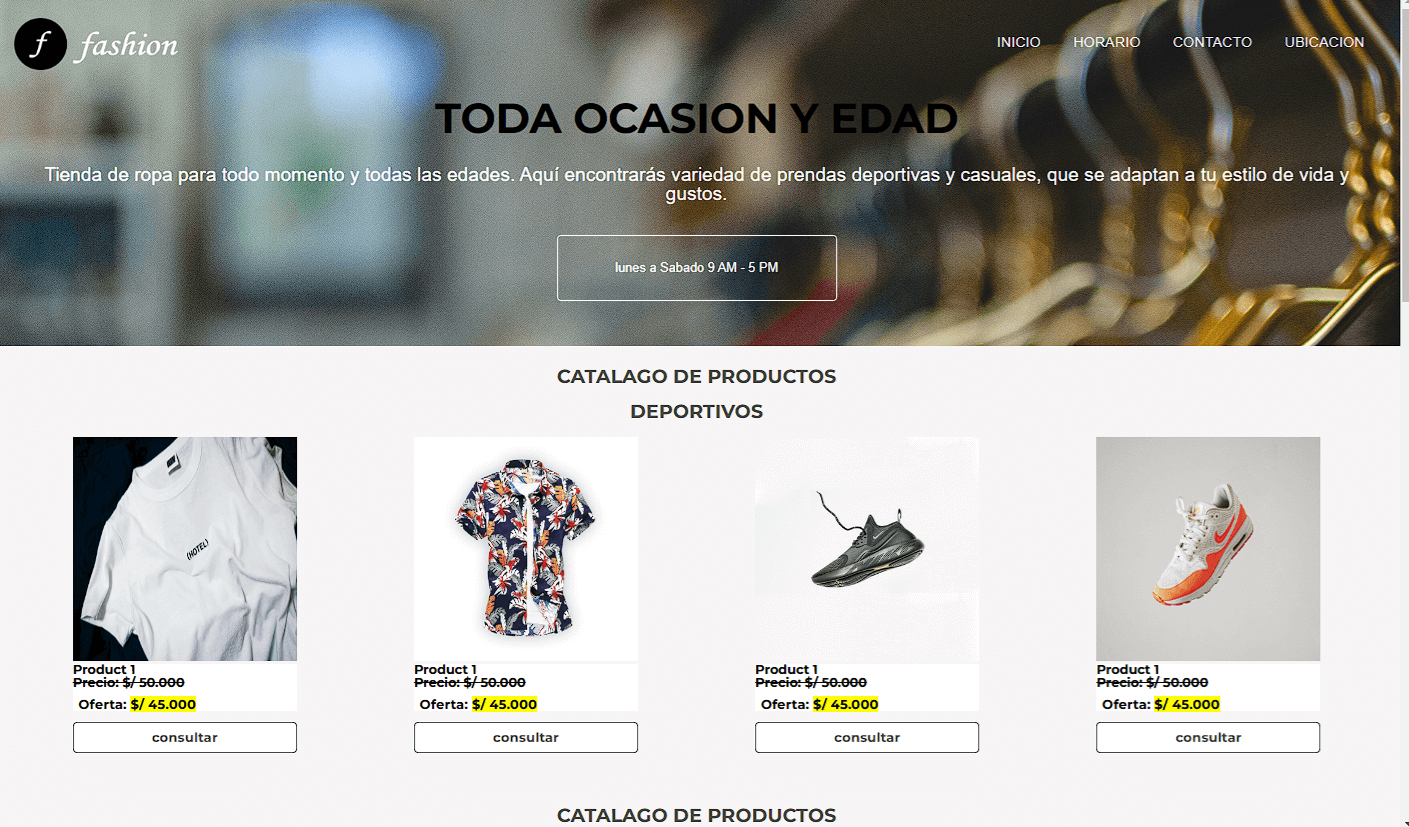 f fashion
INICIO HORARIO CONTACTO UBICACION
TODA OCASION Y EDAD
Tienda de ropa para todo momento y todas las edades. Aquí encontrarás variedad de prendas deportivas y casuales, que se adaptan a tu estilo de vida y
gustos.
lunes a Sabado 9 AM - 5 PM
CATALAGO DE PRODUCTOS
DEPORTIVOS
(HOTEL)
Product 1
Precio: $/ 50.000
Oferta: $/ 45.000
consultar
Product 1
Precio: $/ 50.000
Oferta: $/ 45.000
consultar
Product 1
Precio: $/ 50.000
Oferta: $/ 45.000
consultar
Product 1
Precio: $/ 50.000
Oferta: $/ 45.000
consultar
CATALAGO DE PRODUCTOS